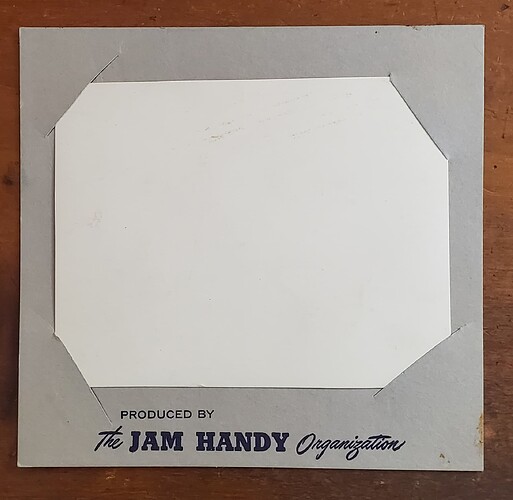 PRODUCED BY
The JAM HANDY Organization